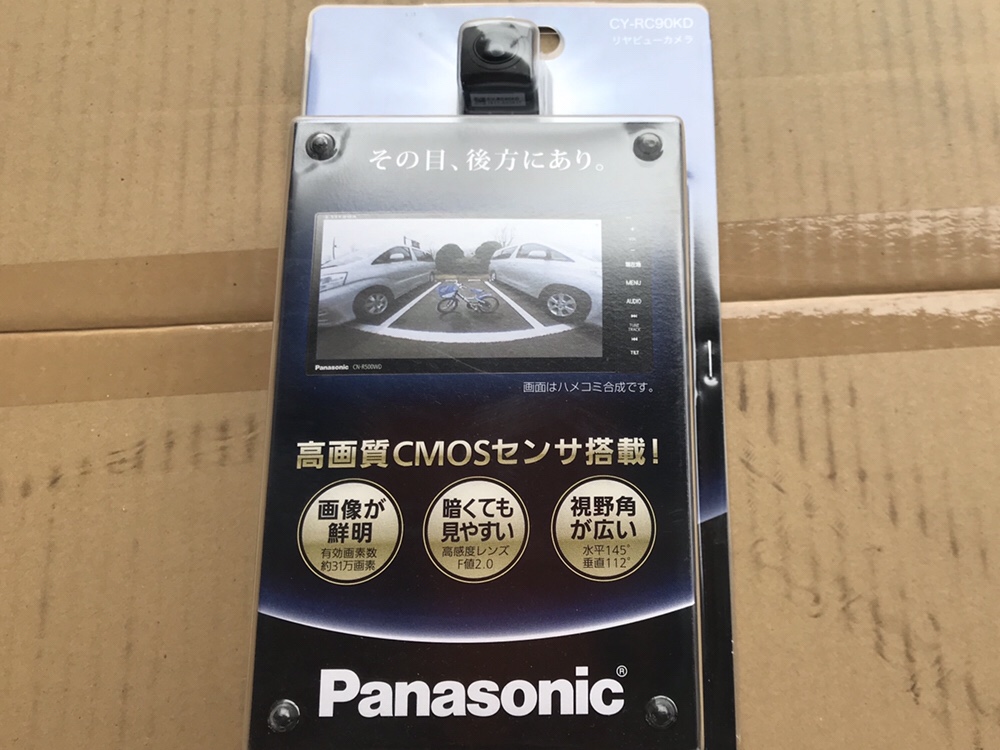 CY-RC90KD
リヤビューカメラ
その目、後方にあり。
MENU
AUDIO
TUNE
TRACK
TILT
Panasonic CN-R500WD
画面はハメコミ合成です。
高画質CMOSセンサ搭載!
画像が
鮮明
有効画素数
約31万画素
暗くても
見やすい
高感度レンズ
F値2.0
視野角
が広い
水平145°
垂直112°
Panasonic®